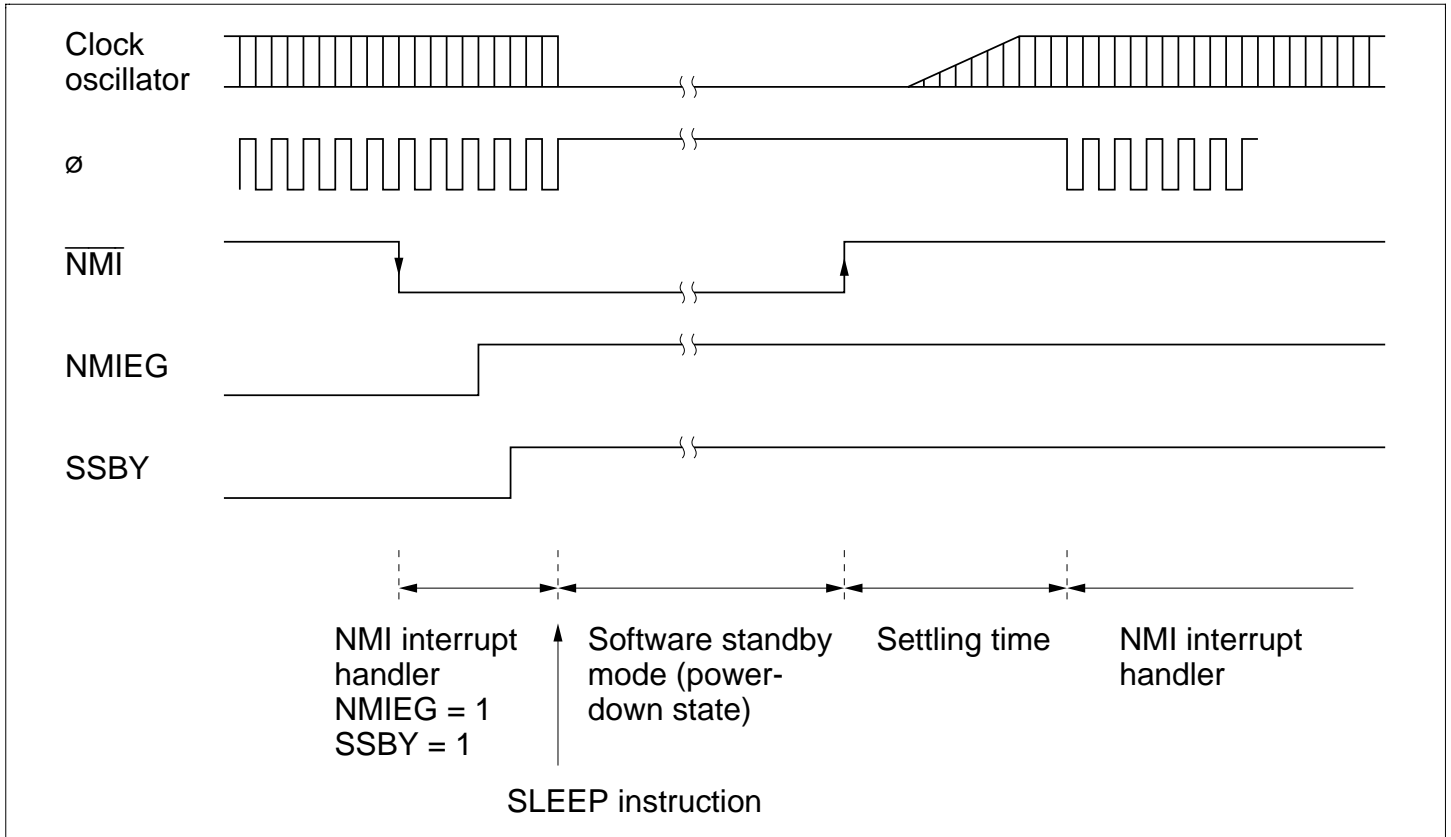 Clock
oscillator
ø
NMI
NMIEG
SSBY
NMI interrupt
handler
NMIEG = 1
SSBY = 1
Software standby
mode (power-
down state)
Settling time
NMI interrupt
handler
SLEEP instruction